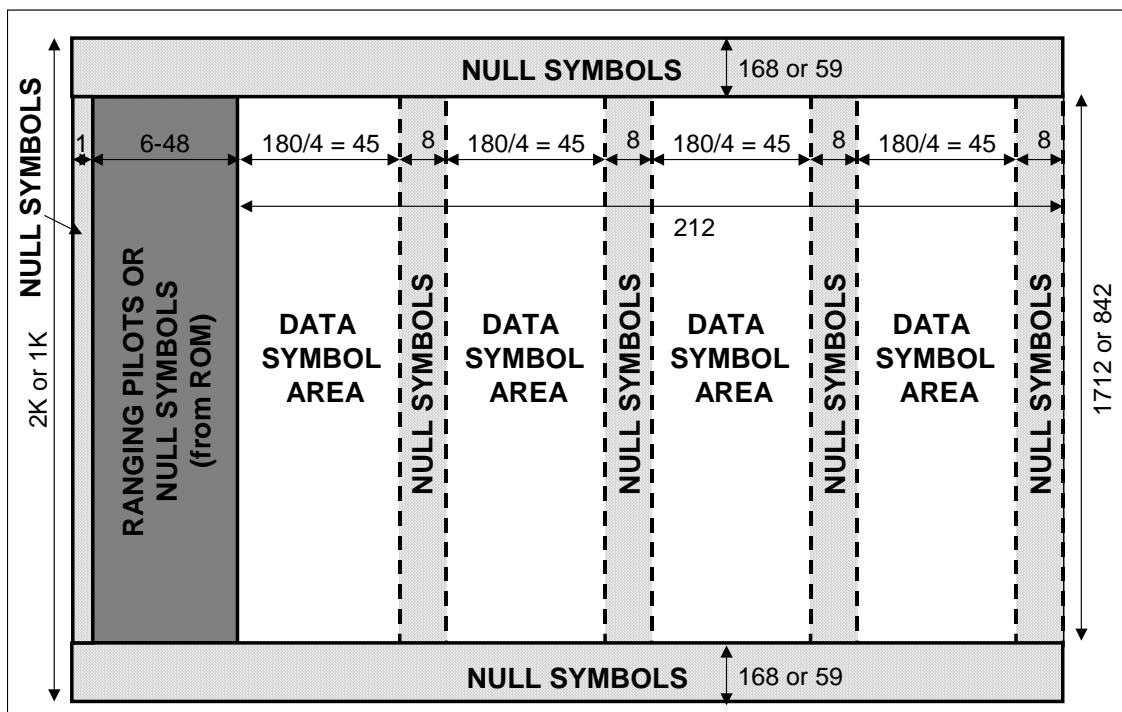 NULL SYMBOLS
168 or 59
NULL SYMBOLS
1
6-48
180/4 = 45
8
180/4 = 45
8
180/4 = 45
8
180/4 = 45
8
212
2K or 1K
RANGING PILOTS OR
NULL SYMBOLS
(from ROM)
DATA
SYMBOL
AREA
NULL SYMBOLS
DATA
SYMBOL
AREA
NULL SYMBOLS
DATA
SYMBOL
AREA
NULL SYMBOLS
DATA
SYMBOL
AREA
NULL SYMBOLS
1712 or 842
NULL SYMBOLS
168 or 59